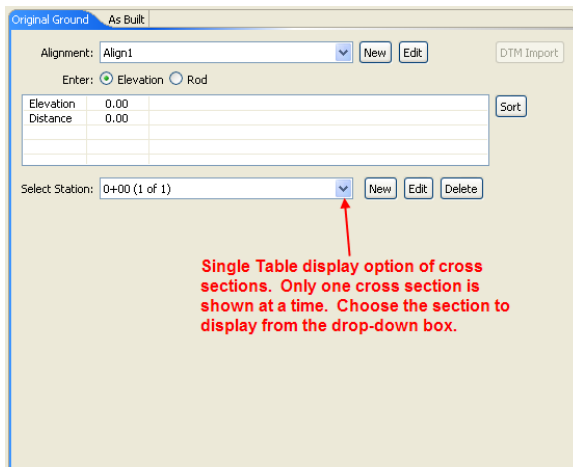 Original Ground As Built
Alignment: Align1 New Edit DTM Import
Enter: Elevation Rod
Elevation 0.00 Sort
Distance 0.00
Select Station: 0+00 (1 of 1) New Edit Delete
Single Table display option of cross
sections. Only one cross section is
shown at a time. Choose the section to
display from the drop-down box.